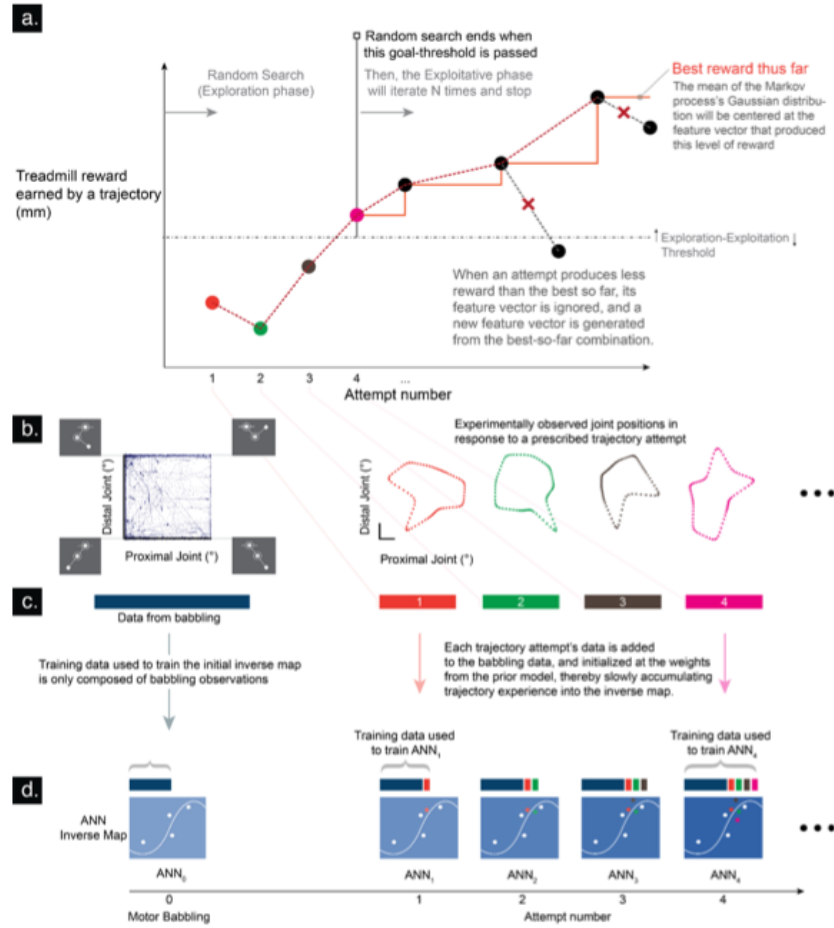 a.
Random search ends when
this goal-threshold is passed
Random Search
(Exploration phase)
Then, the Exploitative phase
will iterate N times and stop
Best reward thus far
The mean of the Markov
process's Gaussian distribu-
tion will be centered at the
feature vector that produced
this level of reward
Treadmill reward
earned by a trajectory
(mm)
↑ Exploration-Exploitation ↓
Threshold
When an attempt produces less
reward than the best so far, its
feature vector is ignored, and a
new feature vector is generated
from the best-so-far combination.
1 2 3 4 ...
Attempt number
b.
Experimentally observed joint positions in
response to a prescribed trajectory attempt
Distal Joint (°)
Proximal Joint (°)
Distal Joint (°)
Proximal Joint (°)
c.
1 2 3 4
Data from babbling
Training data used to train the initial inverse map
is only composed of babbling observations
Each trajectory attempt's data is added
to the babbling data, and initialized at the weights
from the prior model, thereby slowly accumulating
trajectory experience into the inverse map.
Training data used
to train ANN₁
Training data used
to train ANN₄
d.
ANN
Inverse Map
ANN₀ ANN₁ ANN₂ ANN₃ ANN₄
0 1 2 3 4
Motor Babbling
Attempt number